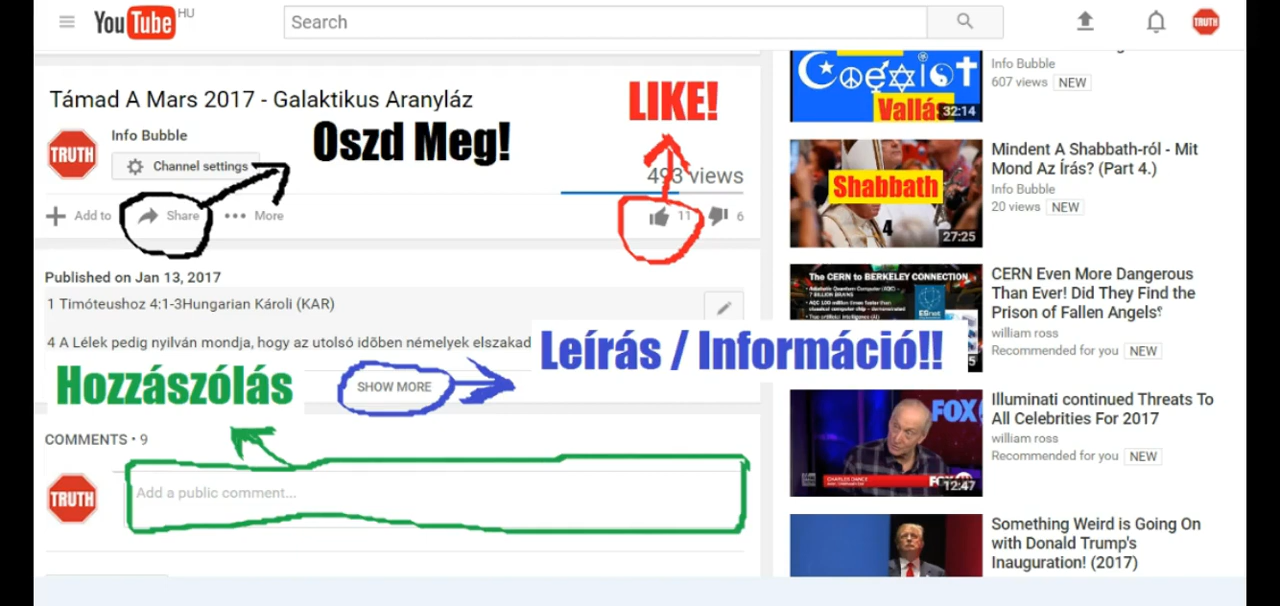 YouTube HU
Search
TRUTH
Támad A Mars 2017 - Galaktikus Aranyláz
TRUTH
Info Bubble
Channel settings
Oszd Meg!
LIKE!
493 views
Add to
Share
More
11
6
Published on Jan 13, 2017
1 Timóteushoz 4:1-3Hungarian Károli (KAR)
4 A Lélek pedig nyilván mondja, hogy az utolsó időben némelyek elszakad
Leírás / Információ!!
SHOW MORE
Hozzászólás
COMMENTS • 9
TRUTH
Add a public comment...
Coexist
Vallás
32:14
Info Bubble
607 views NEW
Shabbath
4
27:25
Mindent A Shabbath-ról - Mit
Mond Az Írás? (Part 4.)
Info Bubble
20 views NEW
The CERN to BERKELEY CONNECTION
ESnet
CERN Even More Dangerous
Than Ever! Did They Find the
Prison of Fallen Angels
william ross
Recommended for you NEW
FOX
CHARLES DANCE
12:47
Illuminati continued Threats To
All Celebrities For 2017
william ross
Recommended for you NEW
Something Weird is Going On
with Donald Trump's
Inauguration! (2017)